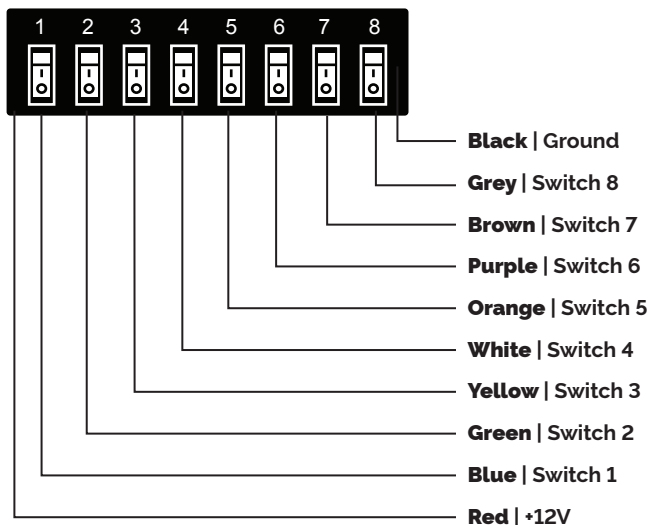 1 2 3 4 5 6 7 8
Black | Ground
Grey | Switch 8
Brown | Switch 7
Purple | Switch 6
Orange | Switch 5
White | Switch 4
Yellow | Switch 3
Green | Switch 2
Blue | Switch 1
Red | +12V